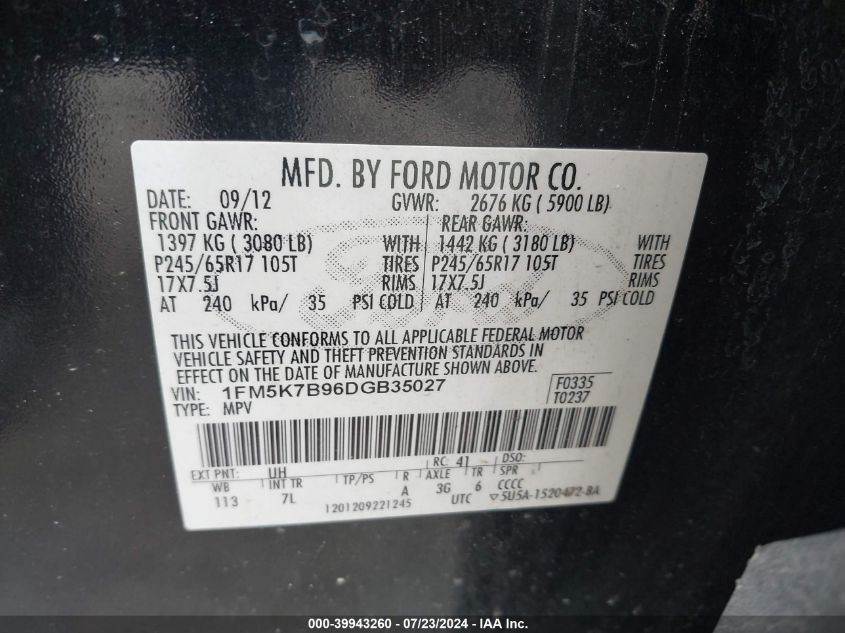 MFD. BY FORD MOTOR CO.
DATE: 09/12 GVWR: 2676 KG ( 5900 LB)
FRONT GAWR: REAR GAWR:
1397 KG ( 3080 LB) WITH 1442 KG ( 3180 LB) WITH
P245/65R17 105T TIRES P245/65R17 105T TIRES
17X7.5J RIMS 17X7.5J RIMS
AT 240 kPa/ 35 PSI COLD AT 240 kPa/ 35 PSI COLD
THIS VEHICLE CONFORMS TO ALL APPLICABLE FEDERAL MOTOR
VEHICLE SAFETY AND THEFT PREVENTION STANDARDS IN
EFFECT ON THE DATE OF MANUFACTURE SHOWN ABOVE.
VIN: 1FM5K7B96DGB35027 F0335
TYPE: MPV T0237
EXT PNT: UH RC: 41 DSO:
WB INT TR TP/PS R AXLE TR SPR
113 7L A 3G 6 CCCC
1201209221245 UTC ▽5U5A-1520472-BA
000-39943260 - 07/23/2024 - IAA Inc.